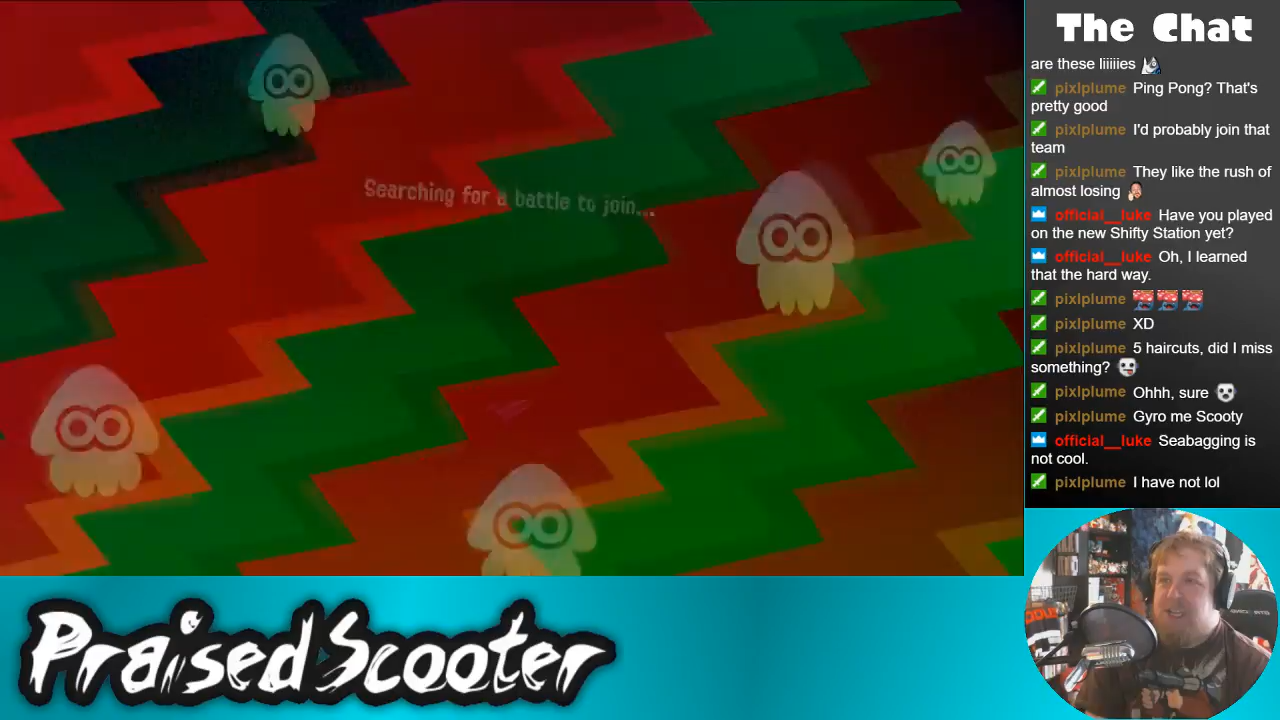 Searching for a battle to join...
The Chat
are these liiiiies
pixlplume Ping Pong? That's
pretty good
pixlplume I'd probably join that
team
pixlplume They like the rush of
almost losing
official__luke Have you played
on the new Shifty Station yet?
official__luke Oh, I learned
that the hard way.
pixlplume
pixlplume XD
pixlplume 5 haircuts, did I miss
something?
pixlplume Ohhh, sure
pixlplume Gyro me Scooty
official__luke Seabagging is
not cool.
pixlplume I have not lol
PraisedScooter